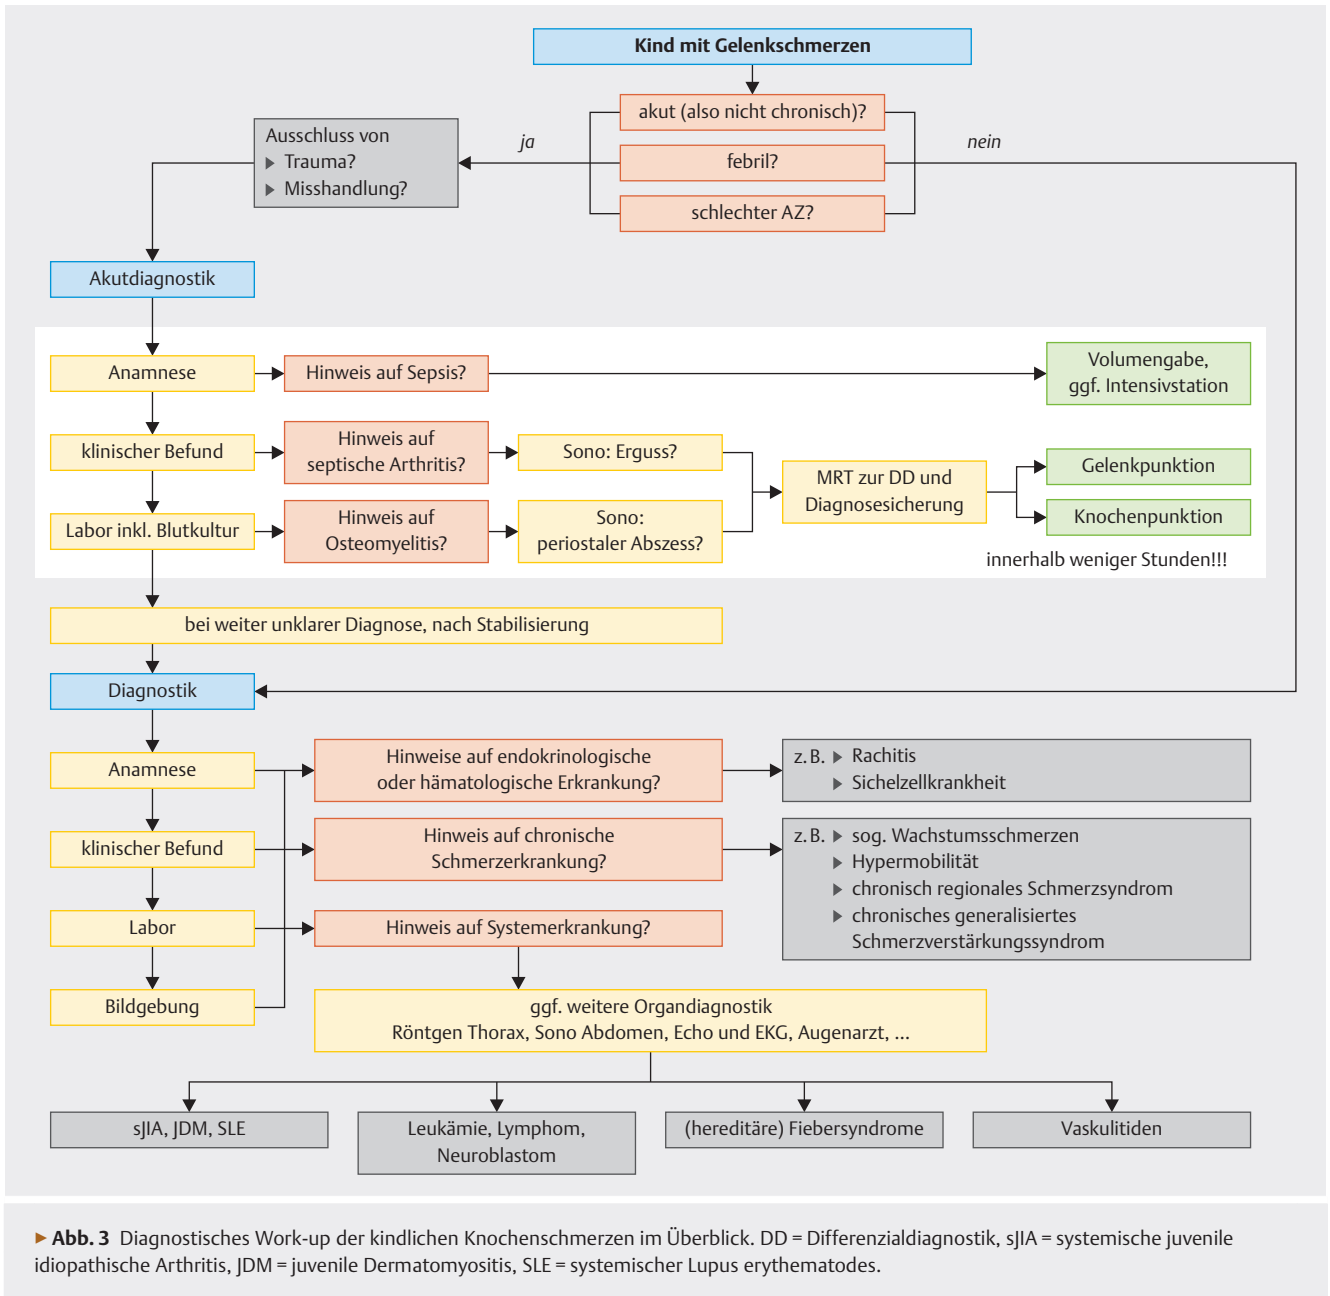 Kind mit Gelenkschmerzen
akut (also nicht chronisch)?
febril?
schlechter AZ?
ja
nein
Ausschluss von
▶ Trauma?
▶ Misshandlung?
Akutdiagnostik
Anamnese
Hinweis auf Sepsis?
Volumengabe,
ggf. Intensivstation
klinischer Befund
Hinweis auf
septische Arthritis?
Sono: Erguss?
MRT zur DD und
Diagnosesicherung
Gelenkpunktion
Labor inkl. Blutkultur
Hinweis auf
Osteomyelitis?
Sono:
periostaler Abszess?
Knochenpunktion
innerhalb weniger Stunden!!!
bei weiter unklarer Diagnose, nach Stabilisierung
Diagnostik
Anamnese
Hinweise auf endokrinologische
oder hämatologische Erkrankung?
z. B. ▶ Rachitis
▶ Sichelzellkrankheit
klinischer Befund
Hinweis auf chronische
Schmerzerkrankung?
z. B. ▶ sog. Wachstumsschmerzen
▶ Hypermobilität
▶ chronisch regionales Schmerzsyndrom
▶ chronisches generalisiertes
Schmerzverstärkungssyndrom
Labor
Hinweis auf Systemerkrankung?
Bildgebung
ggf. weitere Organdiagnostik
Röntgen Thorax, Sono Abdomen, Echo und EKG, Augenarzt, ...
sJIA, JDM, SLE
Leukämie, Lymphom,
Neuroblastom
(hereditäre) Fiebersyndrome
Vaskulitiden
▶ Abb. 3 Diagnostisches Work-up der kindlichen Knochenschmerzen im Überblick. DD = Differenzialdiagnostik, sJIA = systemische juvenile
idiopathische Arthritis, JDM = juvenile Dermatomyositis, SLE = systemischer Lupus erythematodes.